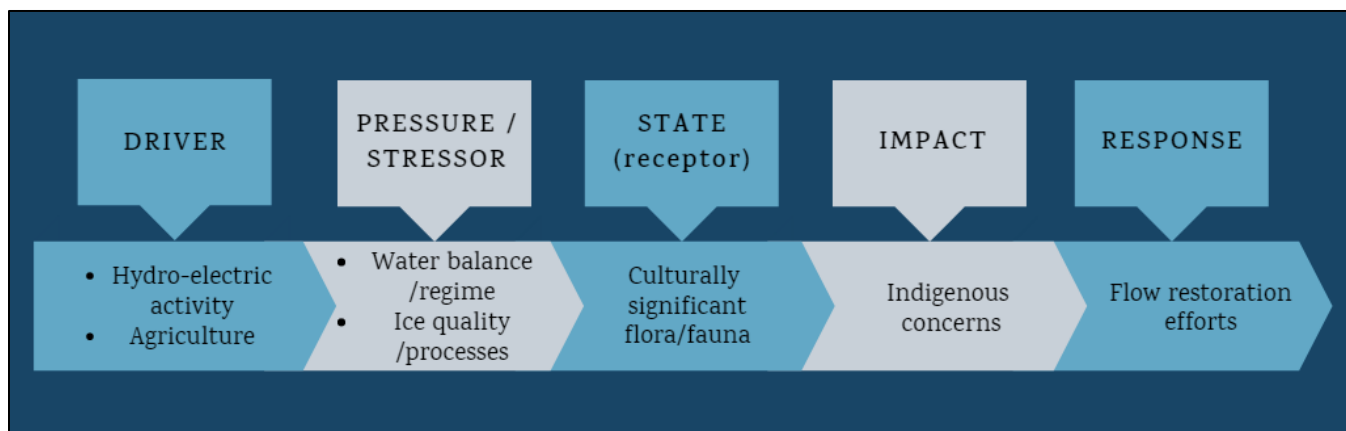 DRIVER
PRESSURE /
STRESSOR
STATE
(receptor)
IMPACT
RESPONSE
• Hydro-electric
activity
• Agriculture
• Water balance
/regime
• Ice quality
/processes
Culturally
significant
flora/fauna
Indigenous
concerns
Flow restoration
efforts